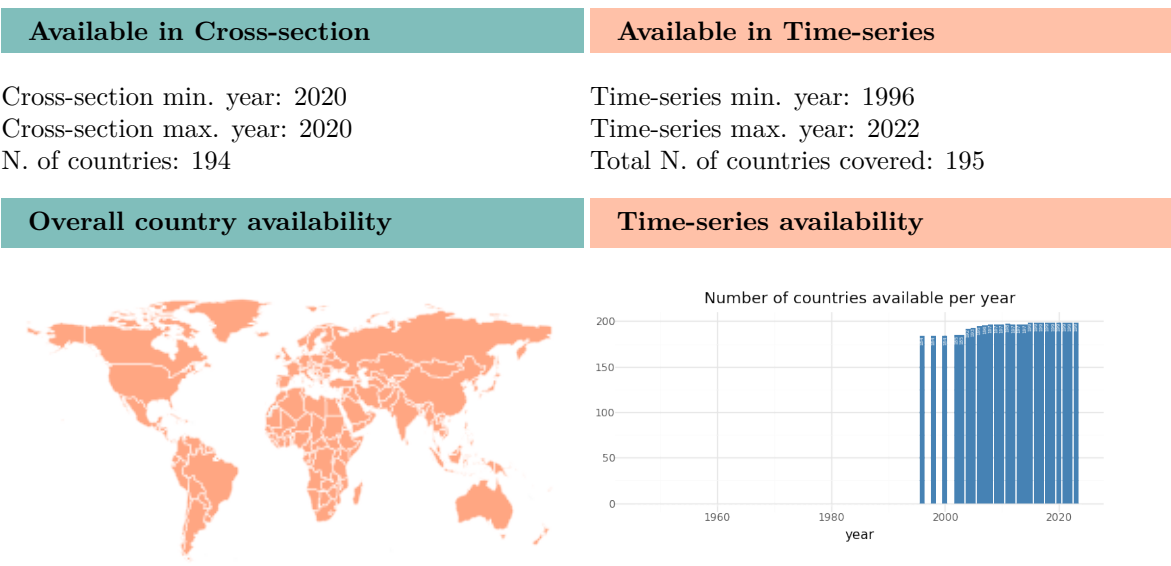 Available in Cross-section
Cross-section min. year: 2020
Cross-section max. year: 2020
N. of countries: 194
Available in Time-series
Time-series min. year: 1996
Time-series max. year: 2022
Total N. of countries covered: 195
Overall country availability
Time-series availability
Number of countries available per year
200
150
100
50
0
1960
1980
2000
2020
year